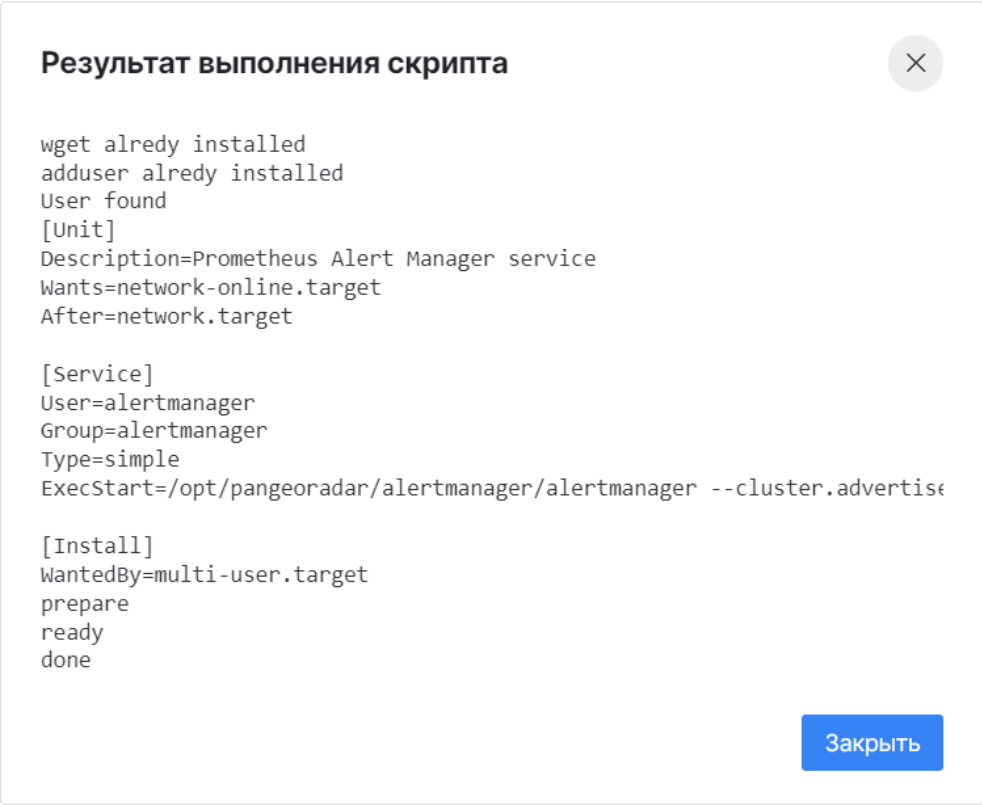 Результат выполнения скрипта
wget alredy installed
adduser alredy installed
User found
[Unit]
Description=Prometheus Alert Manager service
Wants=network-online.target
After=network.target
[Service]
User=alertmanager
Group=alertmanager
Type=simple
ExecStart=/opt/pangeoradar/alertmanager/alertmanager --cluster.advertise
[Install]
WantedBy=multi-user.target
prepare
ready
done
Закрыть